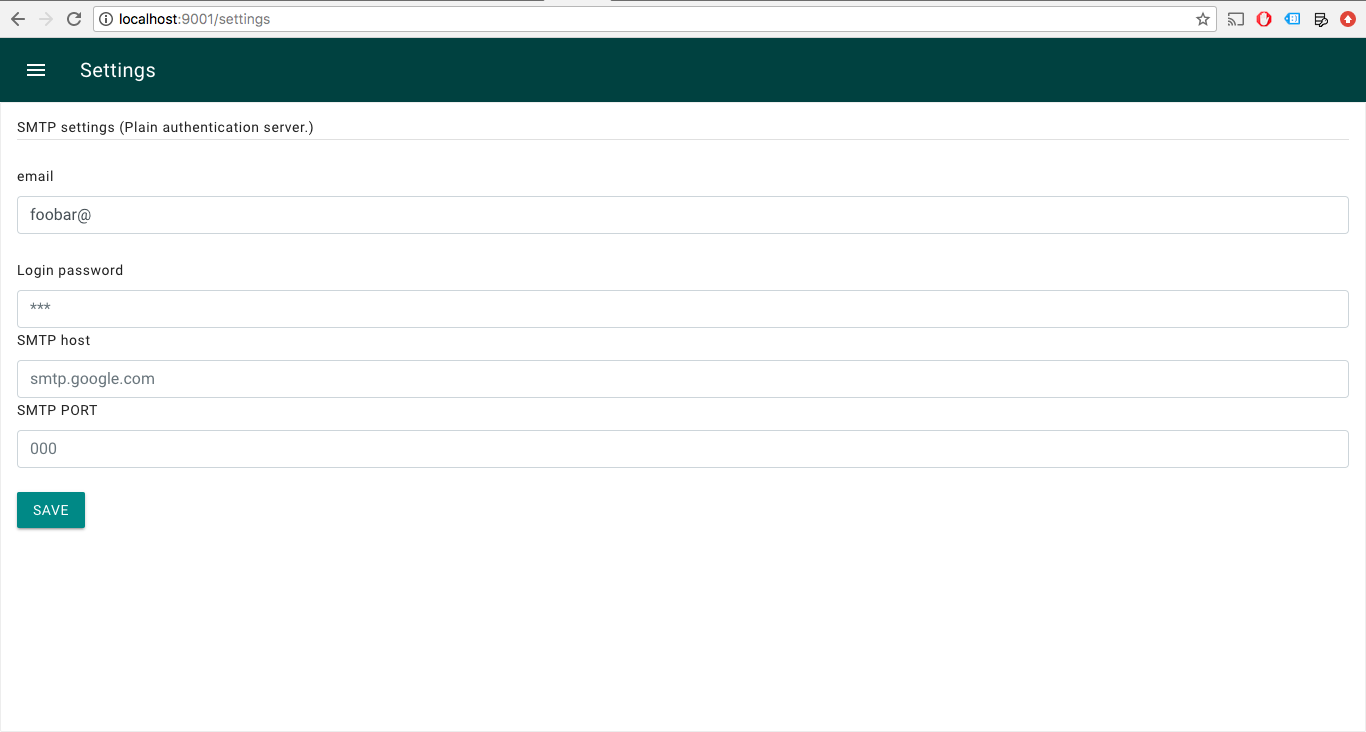 localhost:9001/settings
Settings
SMTP settings (Plain authentication server.)
email
foobar@
Login password
***
SMTP host
smtp.google.com
SMTP PORT
000
SAVE